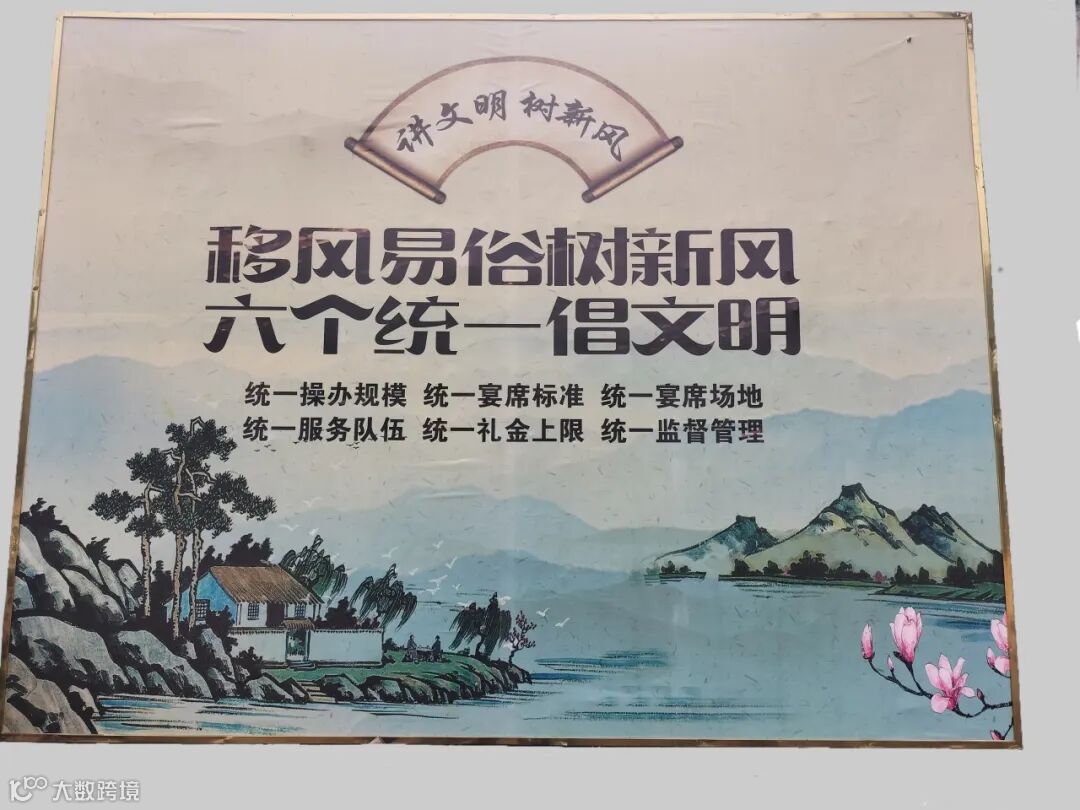 讲文明 树新风
移风易俗树新风
六个统一倡文明
统一操办规模 统一宴席标准 统一宴席场地
统一服务队伍 统一礼金上限 统一监督管理
大数跨境